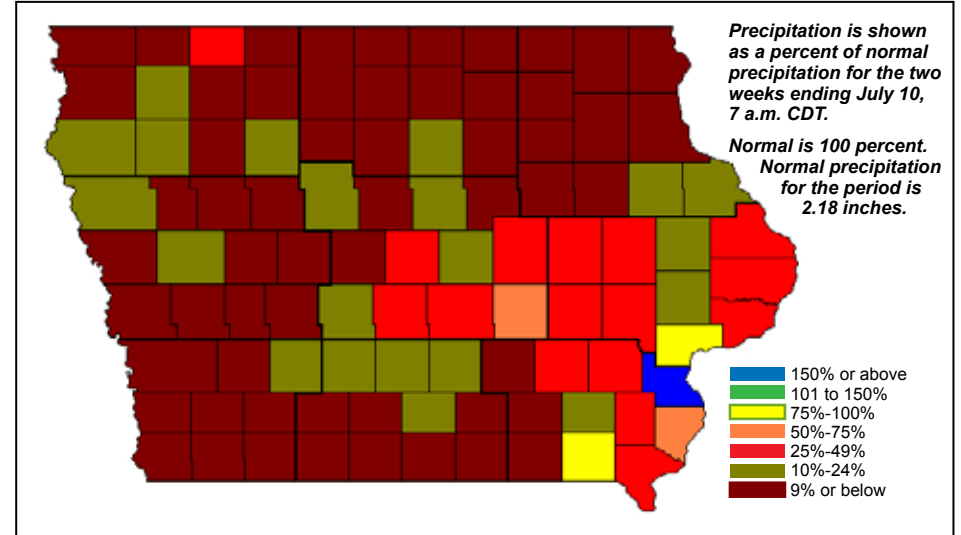 Precipitation is shown
as a percent of normal
precipitation for the two
weeks ending July 10,
7 a.m. CDT.
Normal is 100 percent.
Normal precipitation
for the period is
2.18 inches.
150% or above
101 to 150%
75%-100%
50%-75%
25%-49%
10%-24%
9% or below